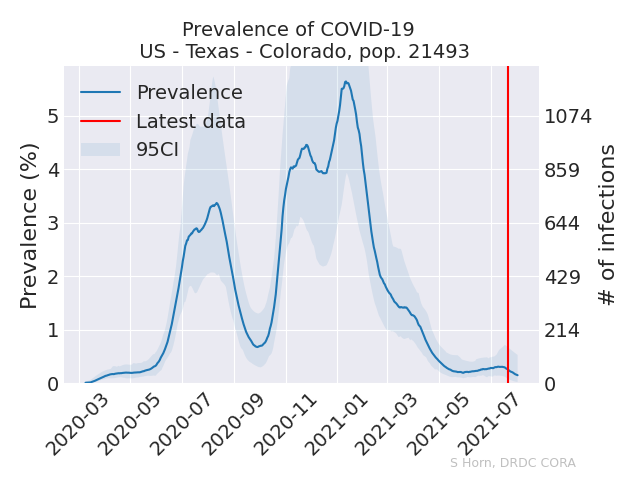 Prevalence of COVID-19
US - Texas - Colorado, pop. 21493
Prevalence
Latest data
95CI
Prevalence (%)
5
4
3
2
1
0
1074
859
644
429
214
0
# of infections
2020-03
2020-05
2020-07
2020-09
2020-11
2021-01
2021-03
2021-05
2021-07
S Horn, DRDC CORA